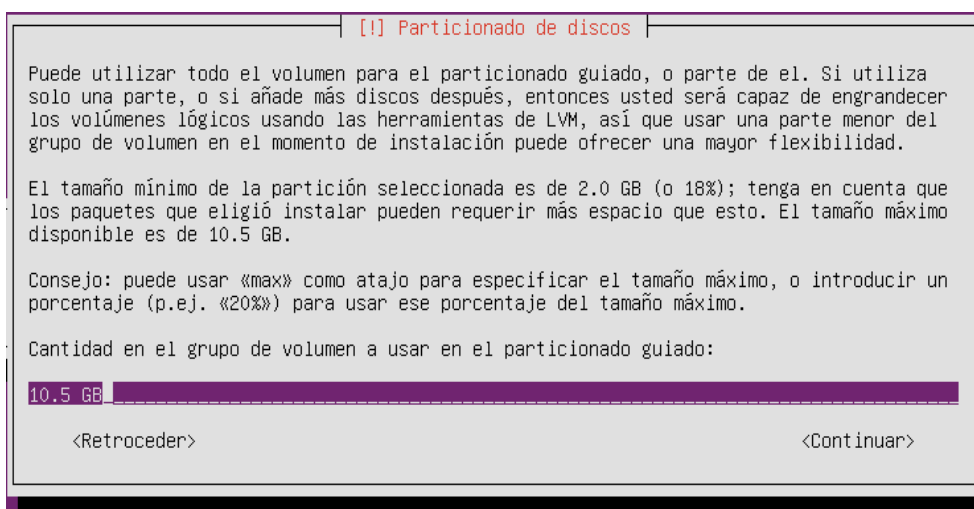 [!] Particionado de discos
Puede utilizar todo el volumen para el particionado guiado, o parte de el. Si utiliza
solo una parte, o si añade más discos después, entonces usted será capaz de engrandecer
los volúmenes lógicos usando las herramientas de LVM, así que usar una parte menor del
grupo de volumen en el momento de instalación puede ofrecer una mayor flexibilidad.
El tamaño mínimo de la partición seleccionada es de 2.0 GB (o 18%); tenga en cuenta que
los paquetes que eligió instalar pueden requerir más espacio que esto. El tamaño máximo
disponible es de 10.5 GB.
Consejo: puede usar «max» como atajo para especificar el tamaño máximo, o introducir un
porcentaje (p.ej. «20%») para usar ese porcentaje del tamaño máximo.
Cantidad en el grupo de volumen a usar en el particionado guiado:
10.5 GB
<Retroceder> <Continuar>